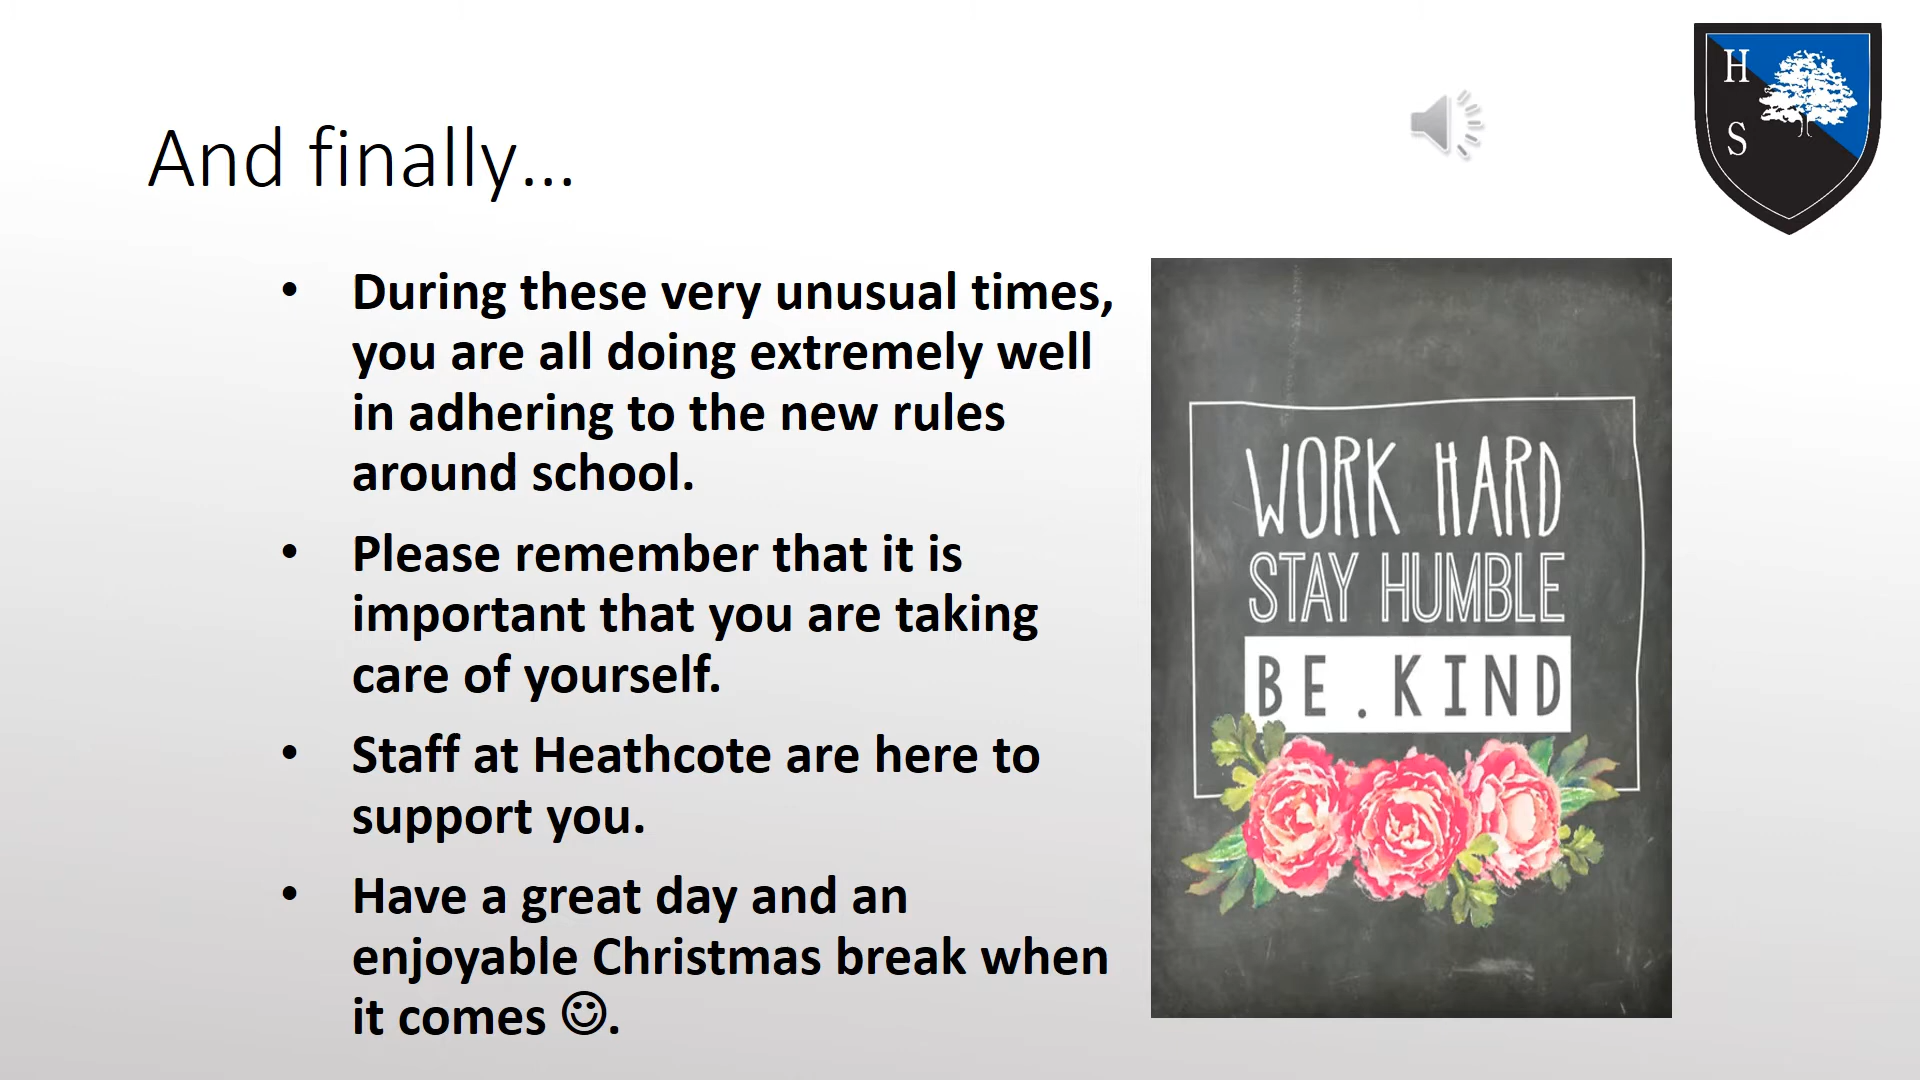 H
S
And finally...
• During these very unusual times,
you are all doing extremely well
in adhering to the new rules
around school.
• Please remember that it is
important that you are taking
care of yourself.
• Staff at Heathcote are here to
support you.
• Have a great day and an
enjoyable Christmas break when
it comes ☺.
WORK HARD
STAY HUMBLE
BE.KIND